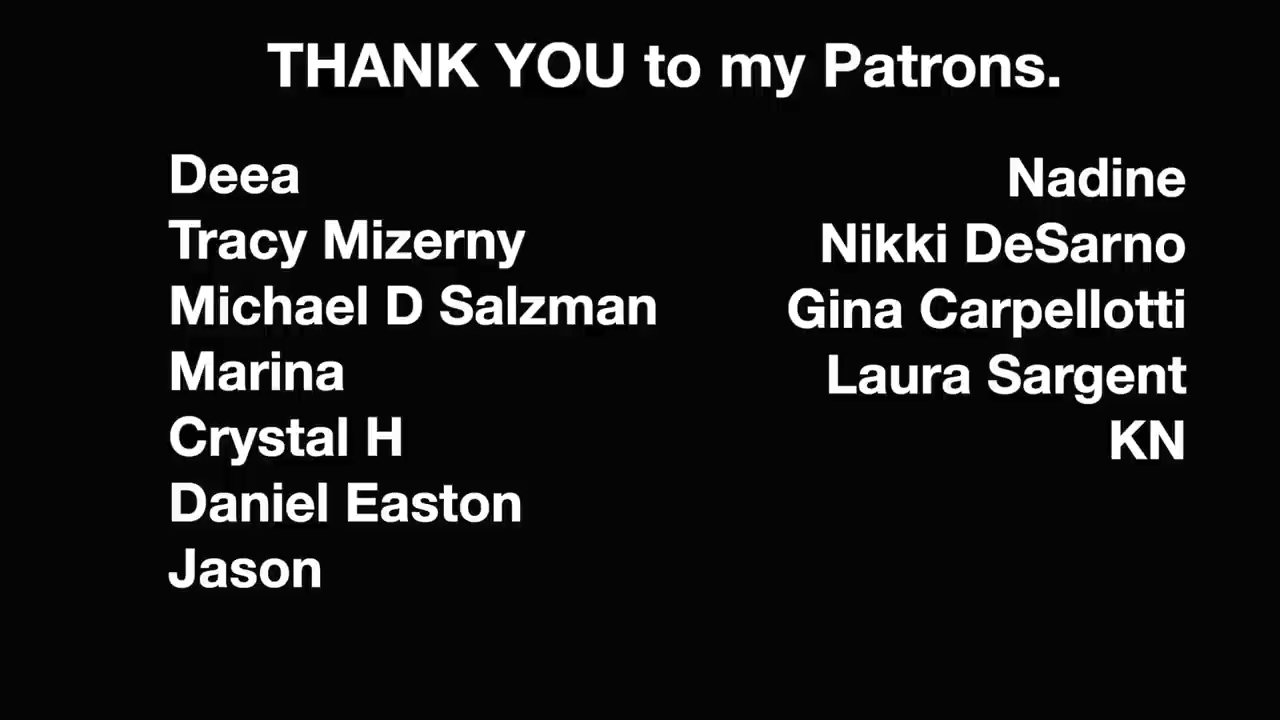 THANK YOU to my Patrons.
Deea
Tracy Mizerny
Michael D Salzman
Marina
Crystal H
Daniel Easton
Jason
Nadine
Nikki DeSarno
Gina Carpellotti
Laura Sargent
KN